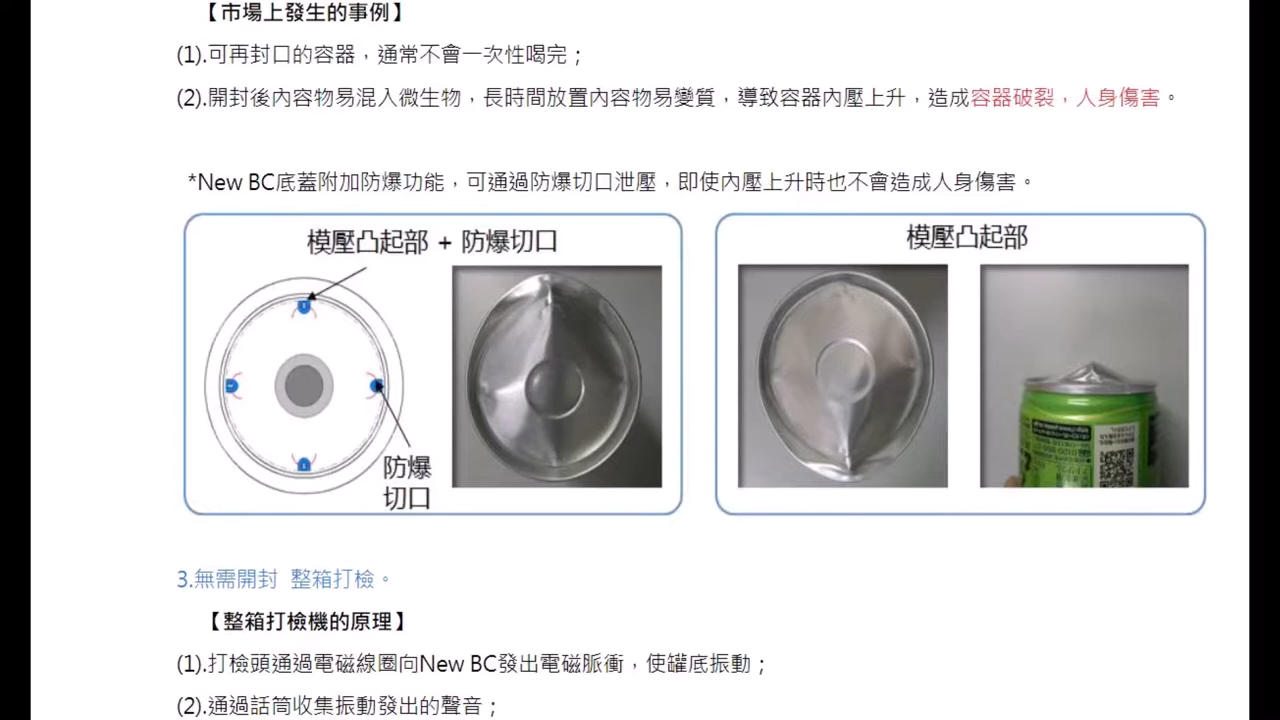 【市場上發生的事例】
(1).可再封口的容器，通常不會一次性喝完；
(2).開封後內容物易混入微生物，長時間放置內容物易變質，導致容器內壓上升，造成容器破裂，人身傷害。
*New BC底蓋附加防爆功能，可通過防爆切口泄壓，即使內壓上升時也不會造成人身傷害。
模壓凸起部 + 防爆切口
防爆
切口
模壓凸起部
3.無需開封 整箱打檢。
【整箱打檢機的原理】
(1).打檢頭通過電磁線圈向New BC發出電磁脈衝，使罐底振動；
(2).通過話筒收集振動發出的聲音；